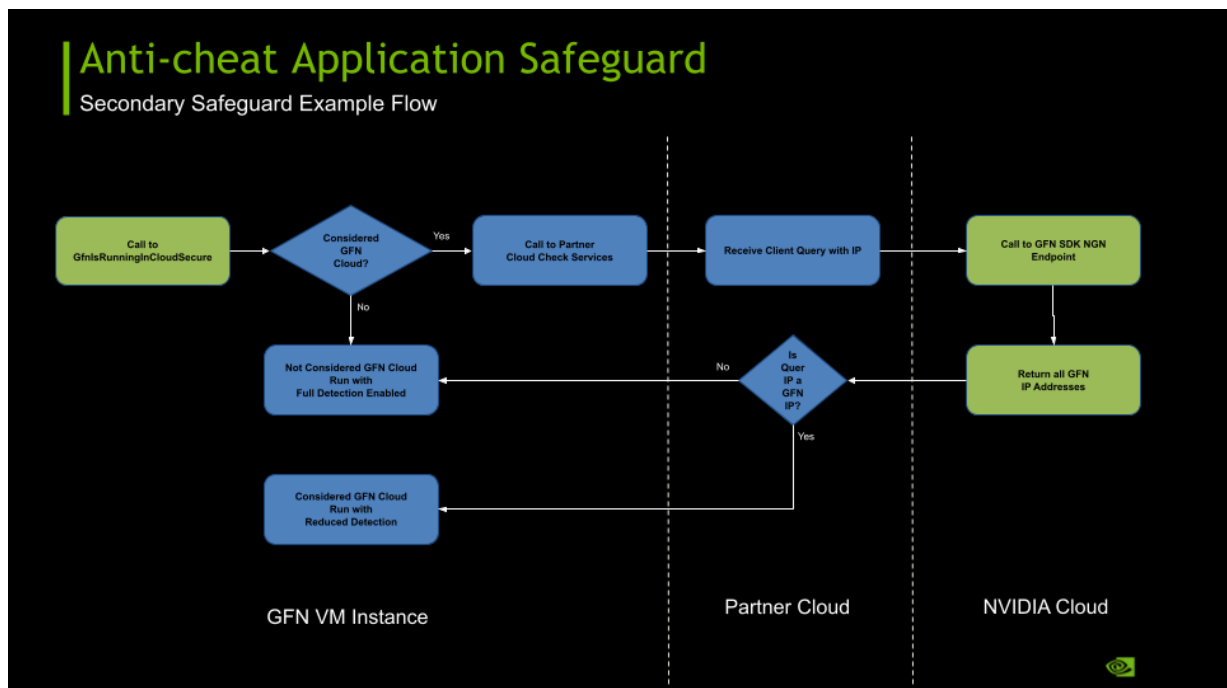 Anti-cheat Application Safeguard
Secondary Safeguard Example Flow
Call to
GfnIsRunningInCloudSecure
Considered
GFN
Cloud?
Yes
Call to Partner
Cloud Check Services
Receive Client Query with IP
Call to GFN SDK NGN
Endpoint
No
Not Considered GFN Cloud
Run with
Full Detection Enabled
No
Is
Quer
IP a
GFN
IP?
Return all GFN
IP Addresses
Yes
Considered GFN Cloud
Run with
Reduced Detection
GFN VM Instance
Partner Cloud
NVIDIA Cloud